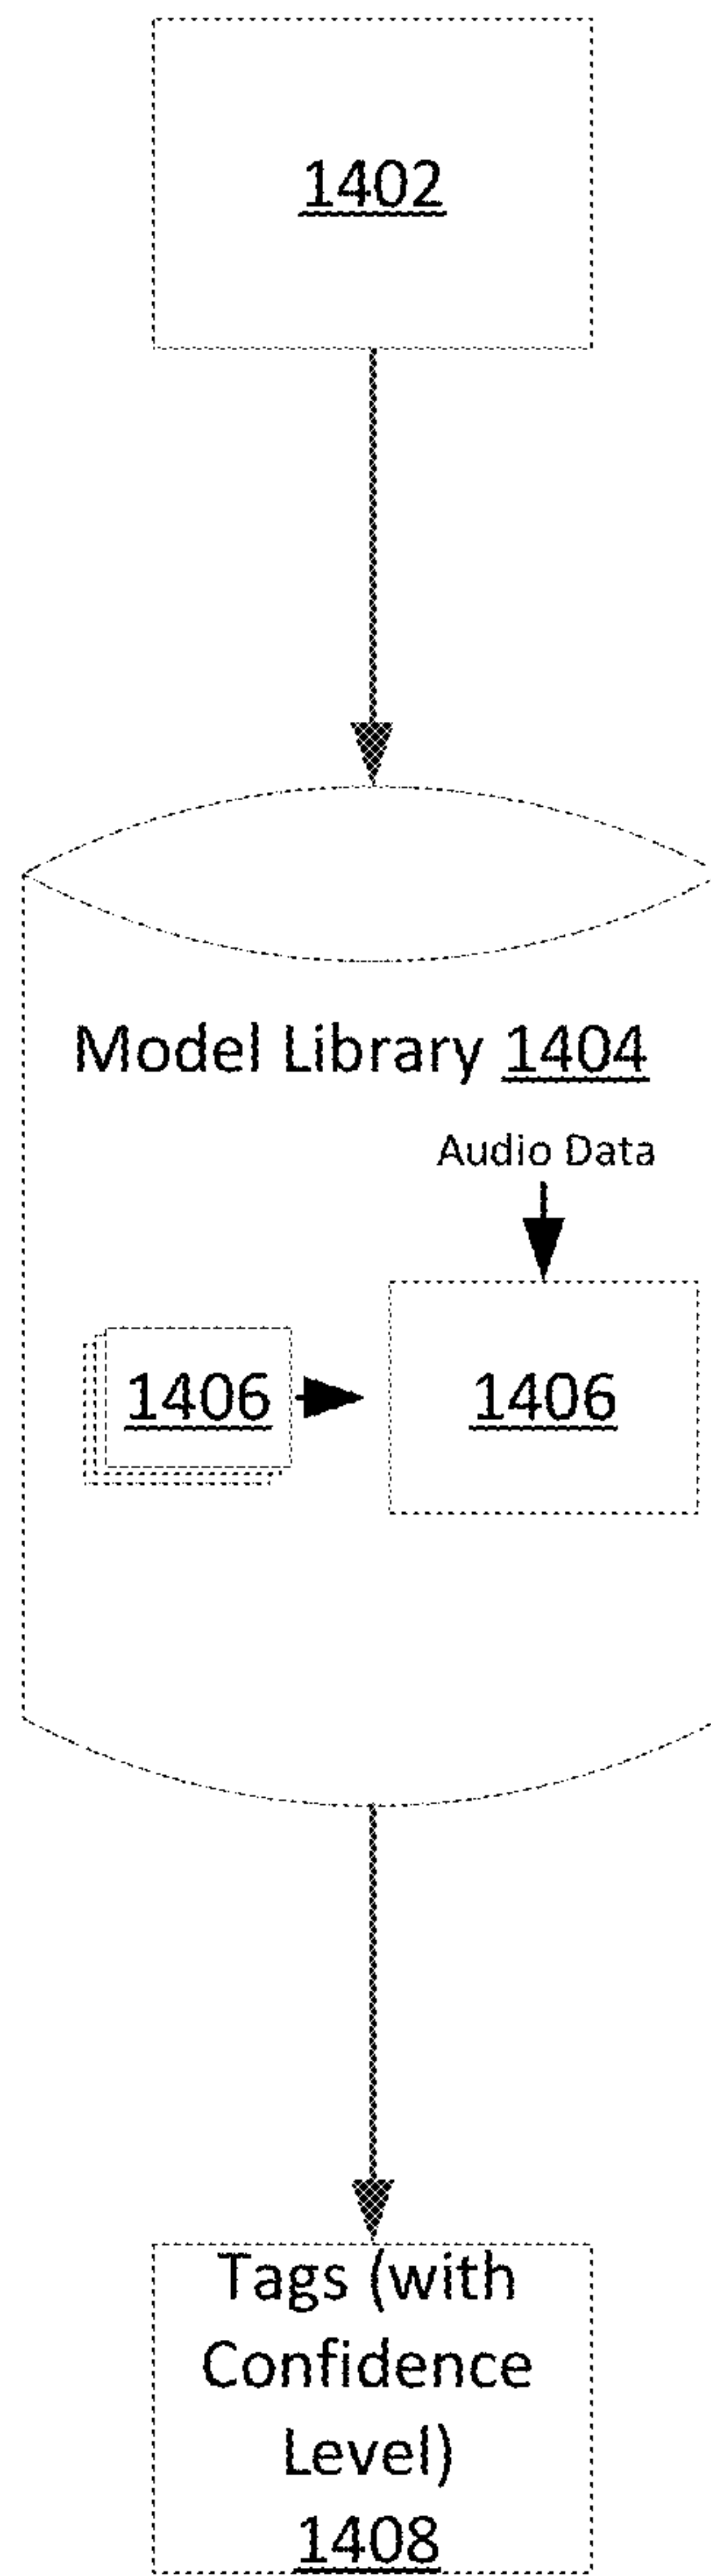 1402
Model Library 1404
Audio Data
1406
1406
Tags (with
Confidence
Level)
1408